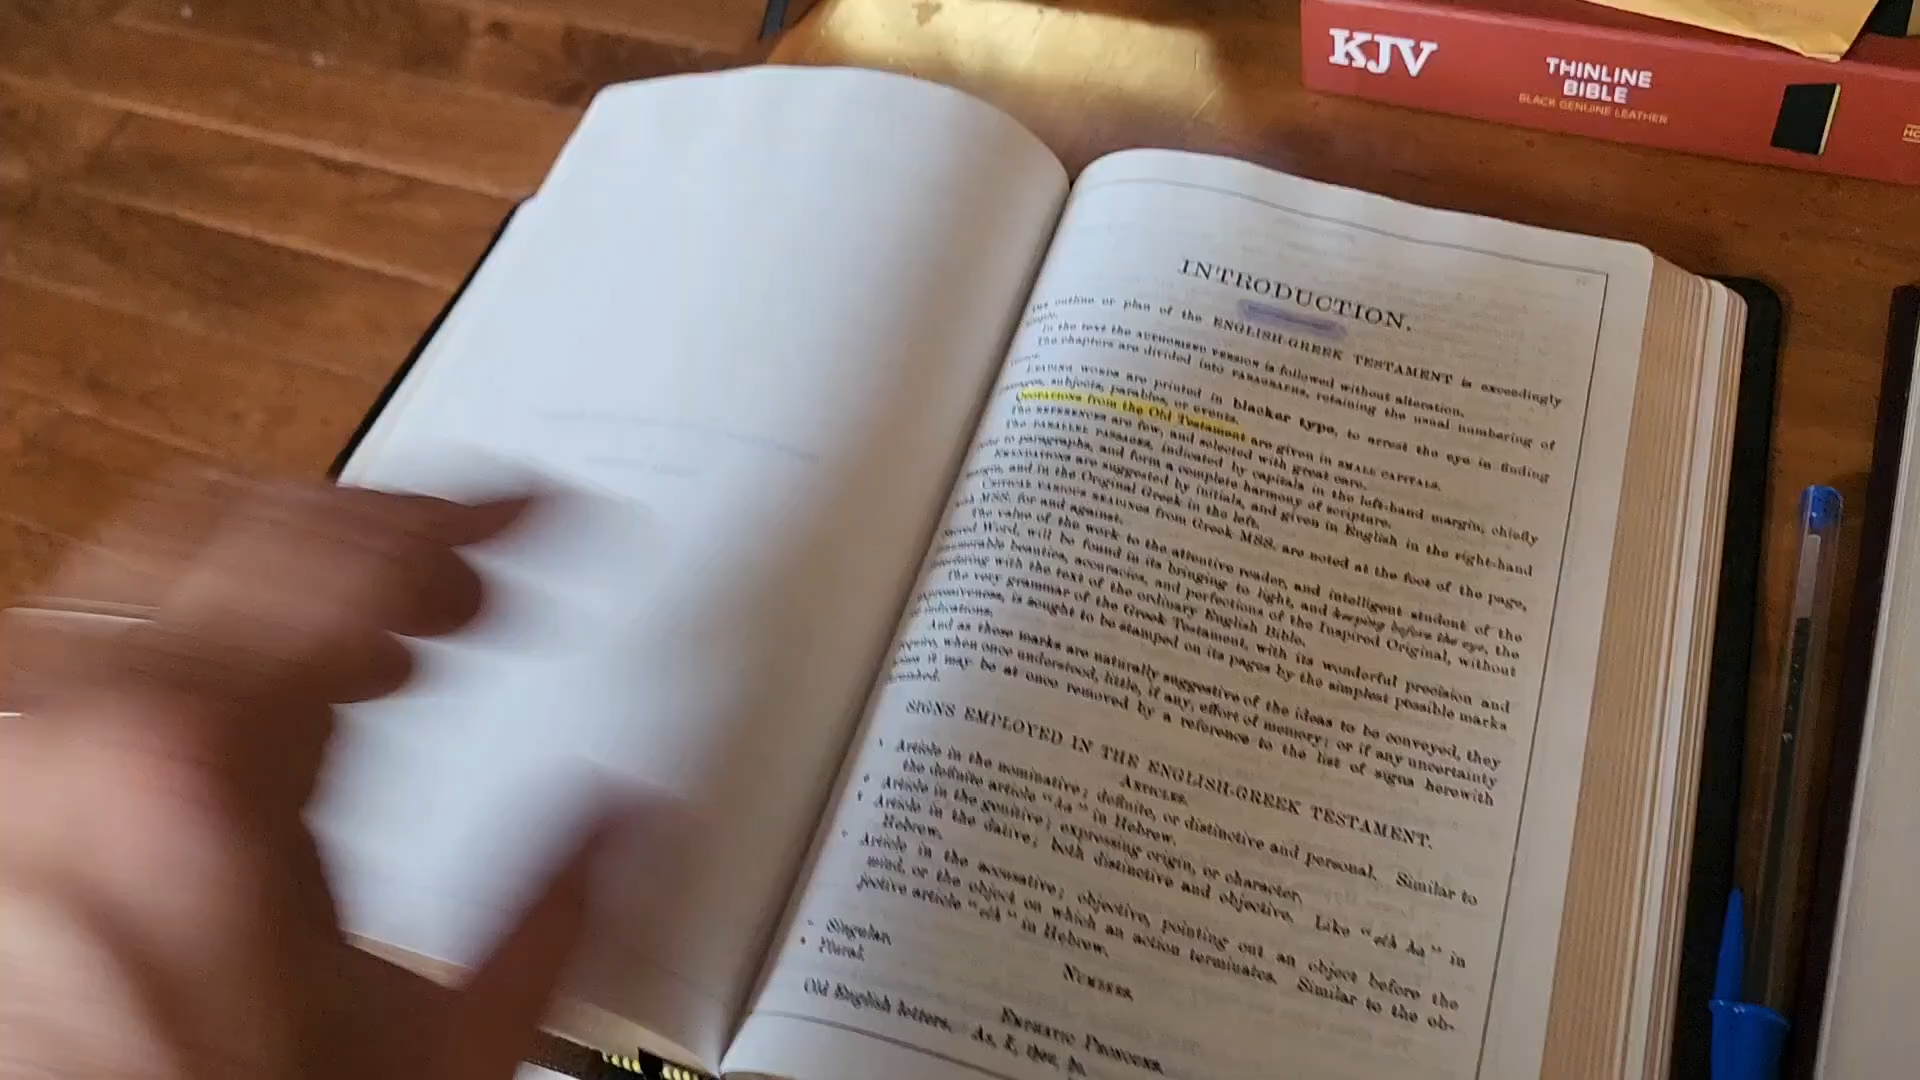 KJV
THINLINE
BIBLE
BLACK GENUINE LEATHER
INTRODUCTION.
outline or plan of the ENGLISH-GREEK TESTAMENT is exceedingly
simple.
In the text the AUTHORIZED VERSION is followed without alteration.
The chapters are divided into PARAGRAPHS, retaining the usual numbering of
LEADING WORDS are printed in blacker type, to arrest the eye in finding
passages, subjects, parables, or events.
QUOTATIONS from the Old Testament are given in SMALL CAPITALS.
The REFERENCES are few, and selected with great care.
The PARALLEL PASSAGES, indicated by capitals in the left-hand margin, chiefly
refer to paragraphs, and form a complete harmony of scripture.
EMENDATIONS are suggested by initials, and given in English in the right-hand
margin, and in the Original Greek in the left.
CRITICAL VARIOUS READINGS from Greek MSS. are noted at the foot of the page,
with MSS. for and against.
The value of the work to the attentive reader, and intelligent student of the
Sacred Word, will be found in its bringing to light, and keeping before the eye, the
innumerable beauties, accuracies, and perfections of the Inspired Original, without
interfering with the text of the ordinary English Bible.
The very grammar of the Greek Testament, with its wonderful precision and
expressiveness, is sought to be stamped on its pages by the simplest possible marks
or indications.
And as these marks are naturally suggestive of the ideas to be conveyed, they
require, when once understood, little, if any, effort of memory; or if any uncertainty
arises it may be at once removed by a reference to the list of signs herewith
furnished.
SIGNS EMPLOYED IN THE ENGLISH-GREEK TESTAMENT.
ARTICLES.
Article in the nominative; definite, or distinctive and personal. Similar to
the definite article "ha" in Hebrew.
Article in the genitive; expressing origin, or character.
Article in the dative; both distinctive and objective. Like "eth ha" in
Hebrew.
Article in the accusative; objective, pointing out an object before the
mind, or the object on which an action terminates. Similar to the ob-
jective article "eth" in Hebrew.
NUMBERS.
Singular.
Plural.
EMPHATIC PRONOUNS.
Old English letters. As, I, thou,